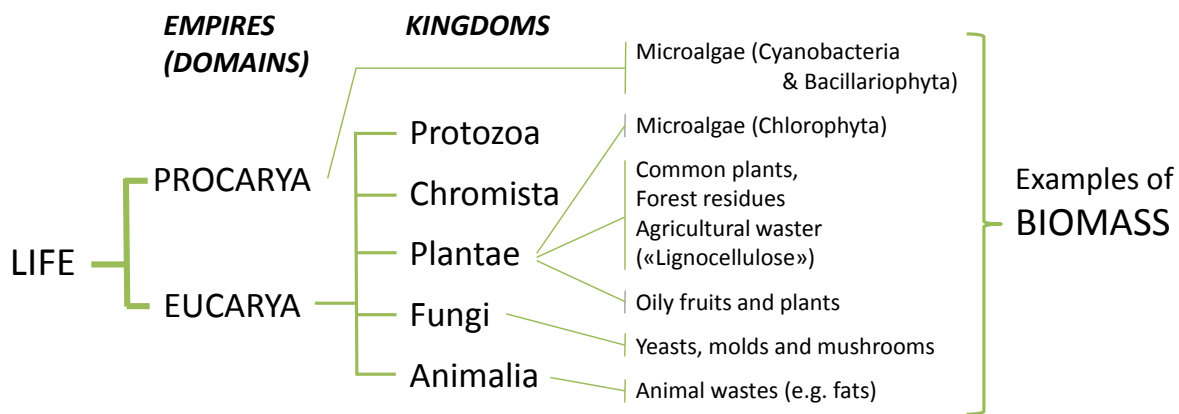 EMPIRES
(DOMAINS)
KINGDOMS
LIFE
PROCARYA
EUCARYA
Protozoa
Chromista
Plantae
Fungi
Animalia
Microalgae (Cyanobacteria
& Bacillariophyta)
Microalgae (Chlorophyta)
Common plants,
Forest residues
Agricultural waster
(«Lignocellulose»)
Oily fruits and plants
Yeasts, molds and mushrooms
Animal wastes (e.g. fats)
Examples of
BIOMASS